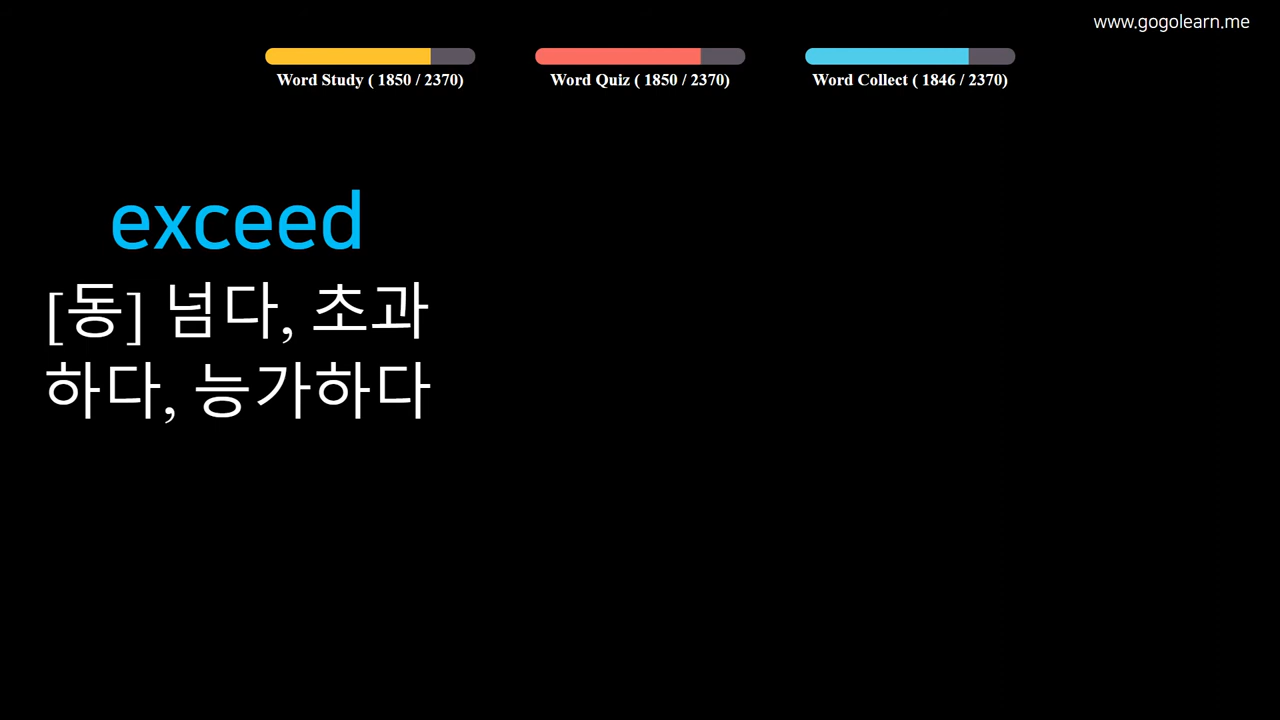 www.gogolearn.me
Word Study ( 1850 / 2370)
Word Quiz ( 1850 / 2370)
Word Collect ( 1846 / 2370)
exceed
[동] 넘다, 초과
하다, 능가하다